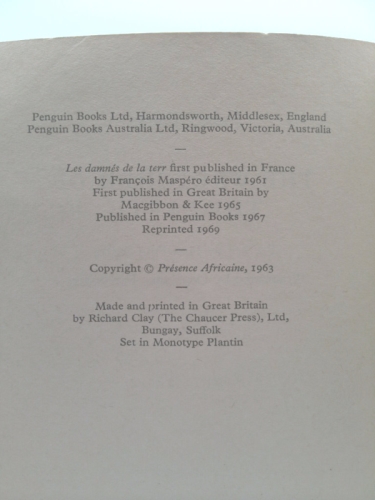 Penguin Books Ltd, Harmondsworth, Middlesex, England
Penguin Books Australia Ltd, Ringwood, Victoria, Australia
—
Les damnés de la terr first published in France
by François Maspéro éditeur 1961
First published in Great Britain by
Macgibbon & Kee 1965
Published in Penguin Books 1967
Reprinted 1969
—
Copyright © Présence Africaine, 1963
—
Made and printed in Great Britain
by Richard Clay (The Chaucer Press), Ltd,
Bungay, Suffolk
Set in Monotype Plantin